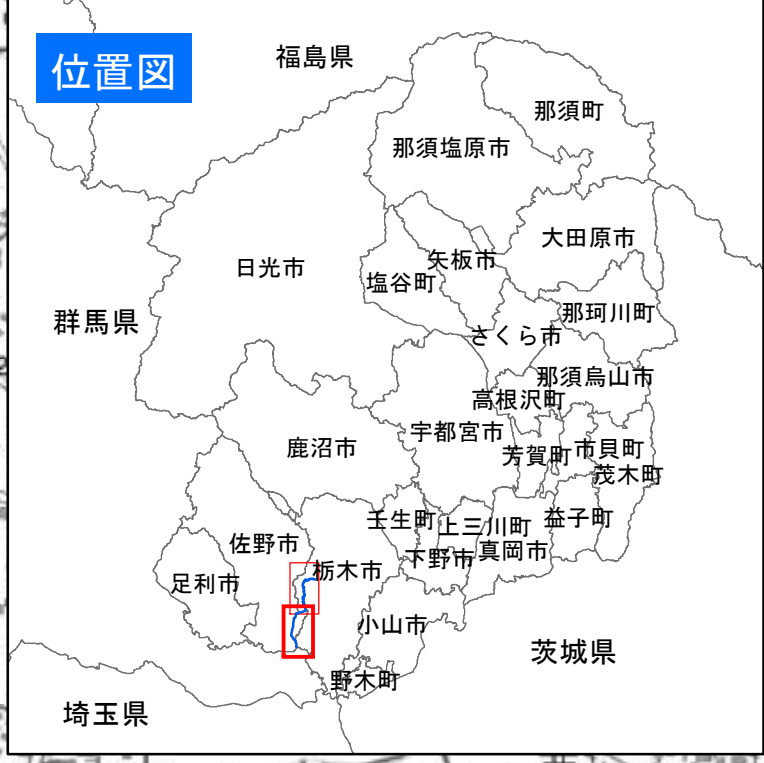 位置図
福島県
那須町
那須塩原市
大田原市
矢板市
日光市
塩谷町
那珂川町
群馬県
さくら市
那須烏山市
高根沢町
宇都宮市
鹿沼市
芳賀町
市貝町
茂木町
壬生町
上三川町
益子町
佐野市
下野市
真岡市
栃木市
足利市
小山市
茨城県
野木町
埼玉県